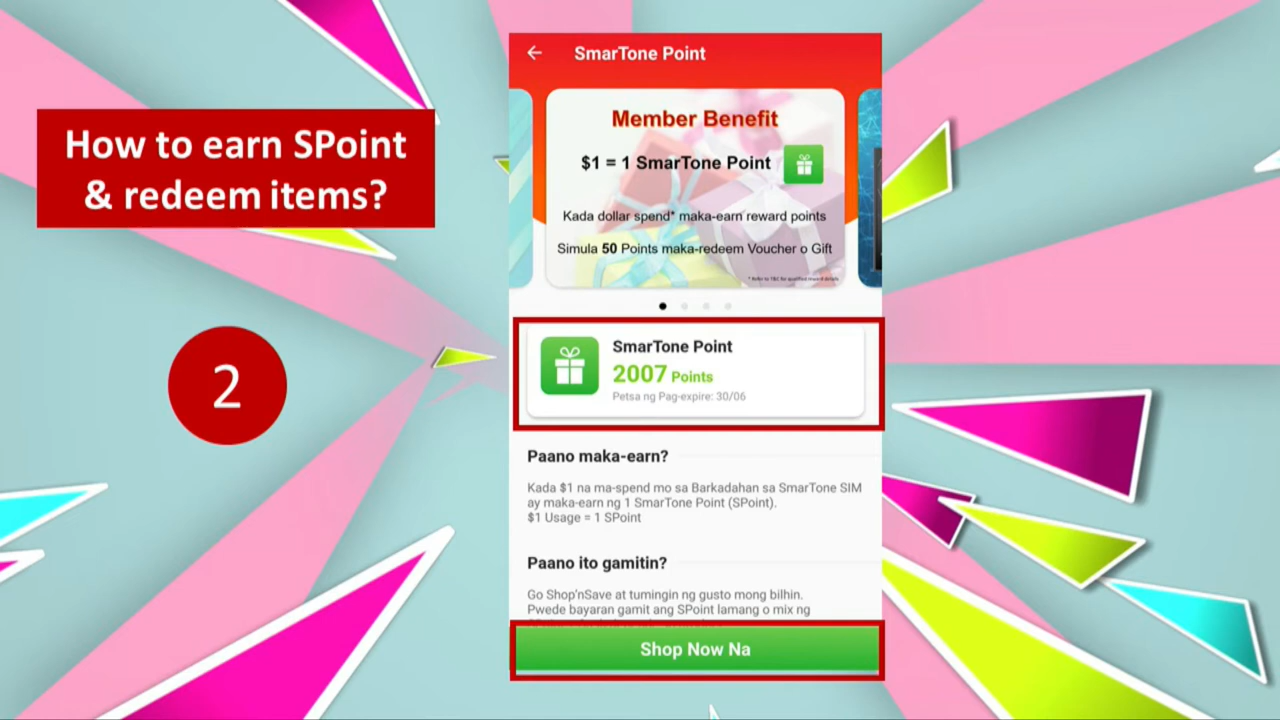 How to earn SPoint
& redeem items?
2
SmarTone Point
Member Benefit
$1 = 1 SmarTone Point
Kada dollar spend* maka-earn reward points
Simula 50 Points maka-redeem Voucher o Gift
SmarTone Point
2007 Points
Petsa ng Pag-expire: 30/06
Paano maka-earn?
Kada $1 na ma-spend mo sa Barkadahan sa SmarTone SIM
ay maka-earn ng 1 SmarTone Point (SPoint).
$1 Usage = 1 SPoint
Paano ito gamitin?
Go Shop'nSave at tumingin ng gusto mong bilhin.
Pwede bayaran gamit ang SPoint lamang o mix ng
Shop Now Na